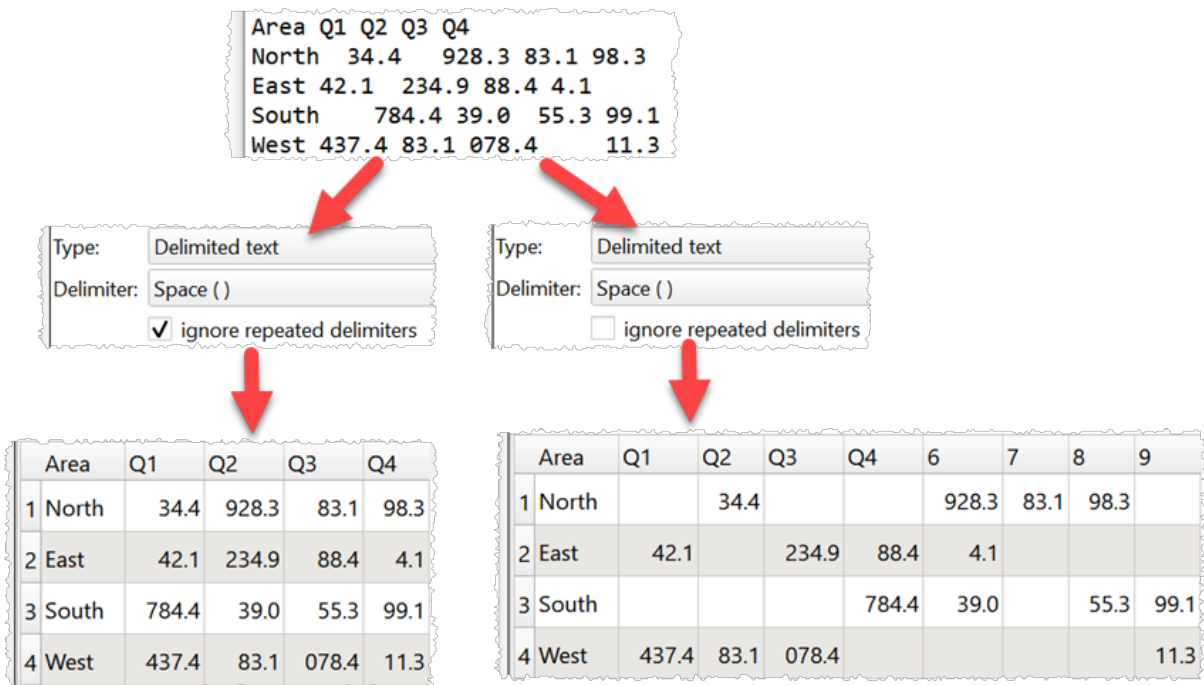 Area Q1 Q2 Q3 Q4
North  34.4   928.3 83.1 98.3
East 42.1  234.9 88.4 4.1
South    784.4 39.0  55.3 99.1
West 437.4 83.1 078.4     11.3
Type: Delimited text
Delimiter: Space ( )
ignore repeated delimiters
Type: Delimited text
Delimiter: Space ( )
ignore repeated delimiters
Area Q1 Q2 Q3 Q4
1 North 34.4 928.3 83.1 98.3
2 East 42.1 234.9 88.4 4.1
3 South 784.4 39.0 55.3 99.1
4 West 437.4 83.1 078.4 11.3
Area Q1 Q2 Q3 Q4 6 7 8 9
1 North 34.4 928.3 83.1 98.3
2 East 42.1 234.9 88.4 4.1
3 South 784.4 39.0 55.3 99.1
4 West 437.4 83.1 078.4 11.3